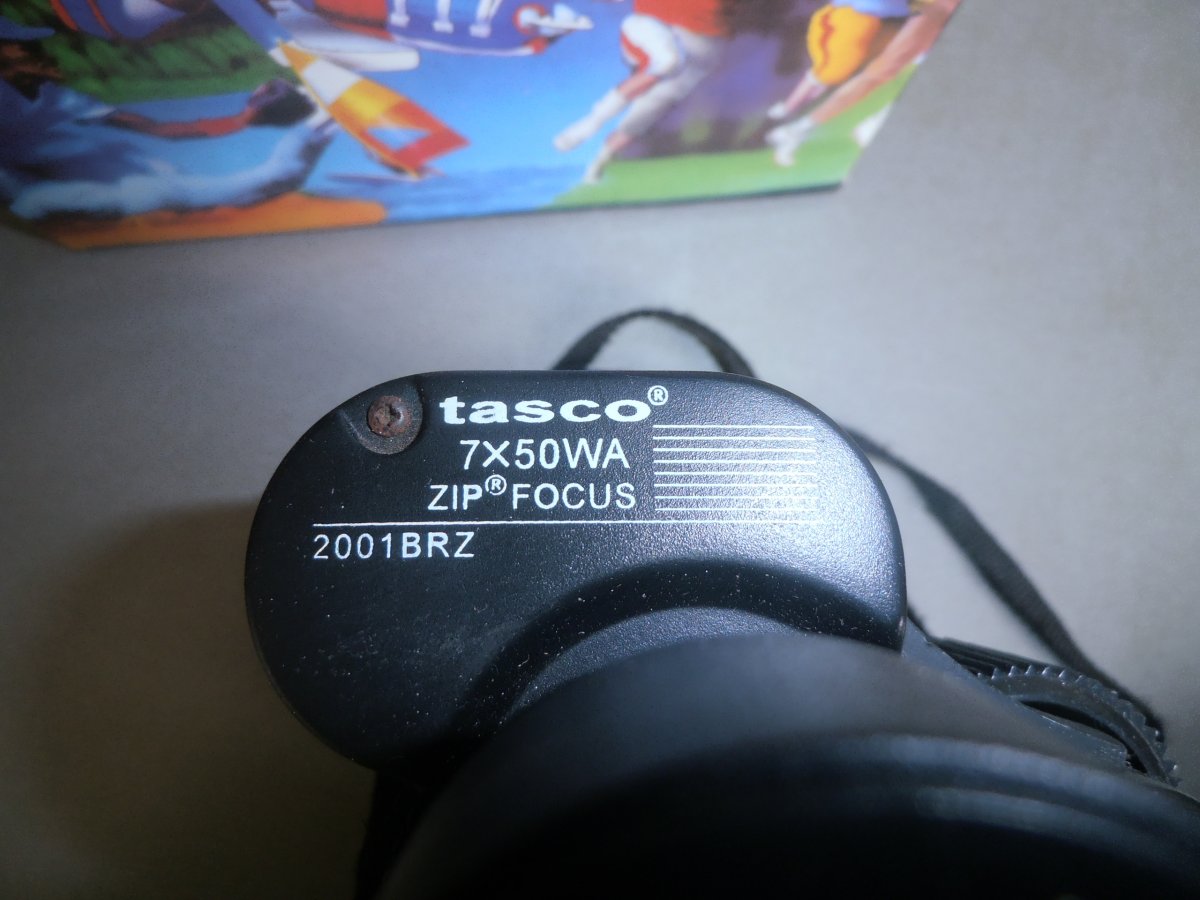 tasco®
7X50WA
ZIP® FOCUS
2001BRZ